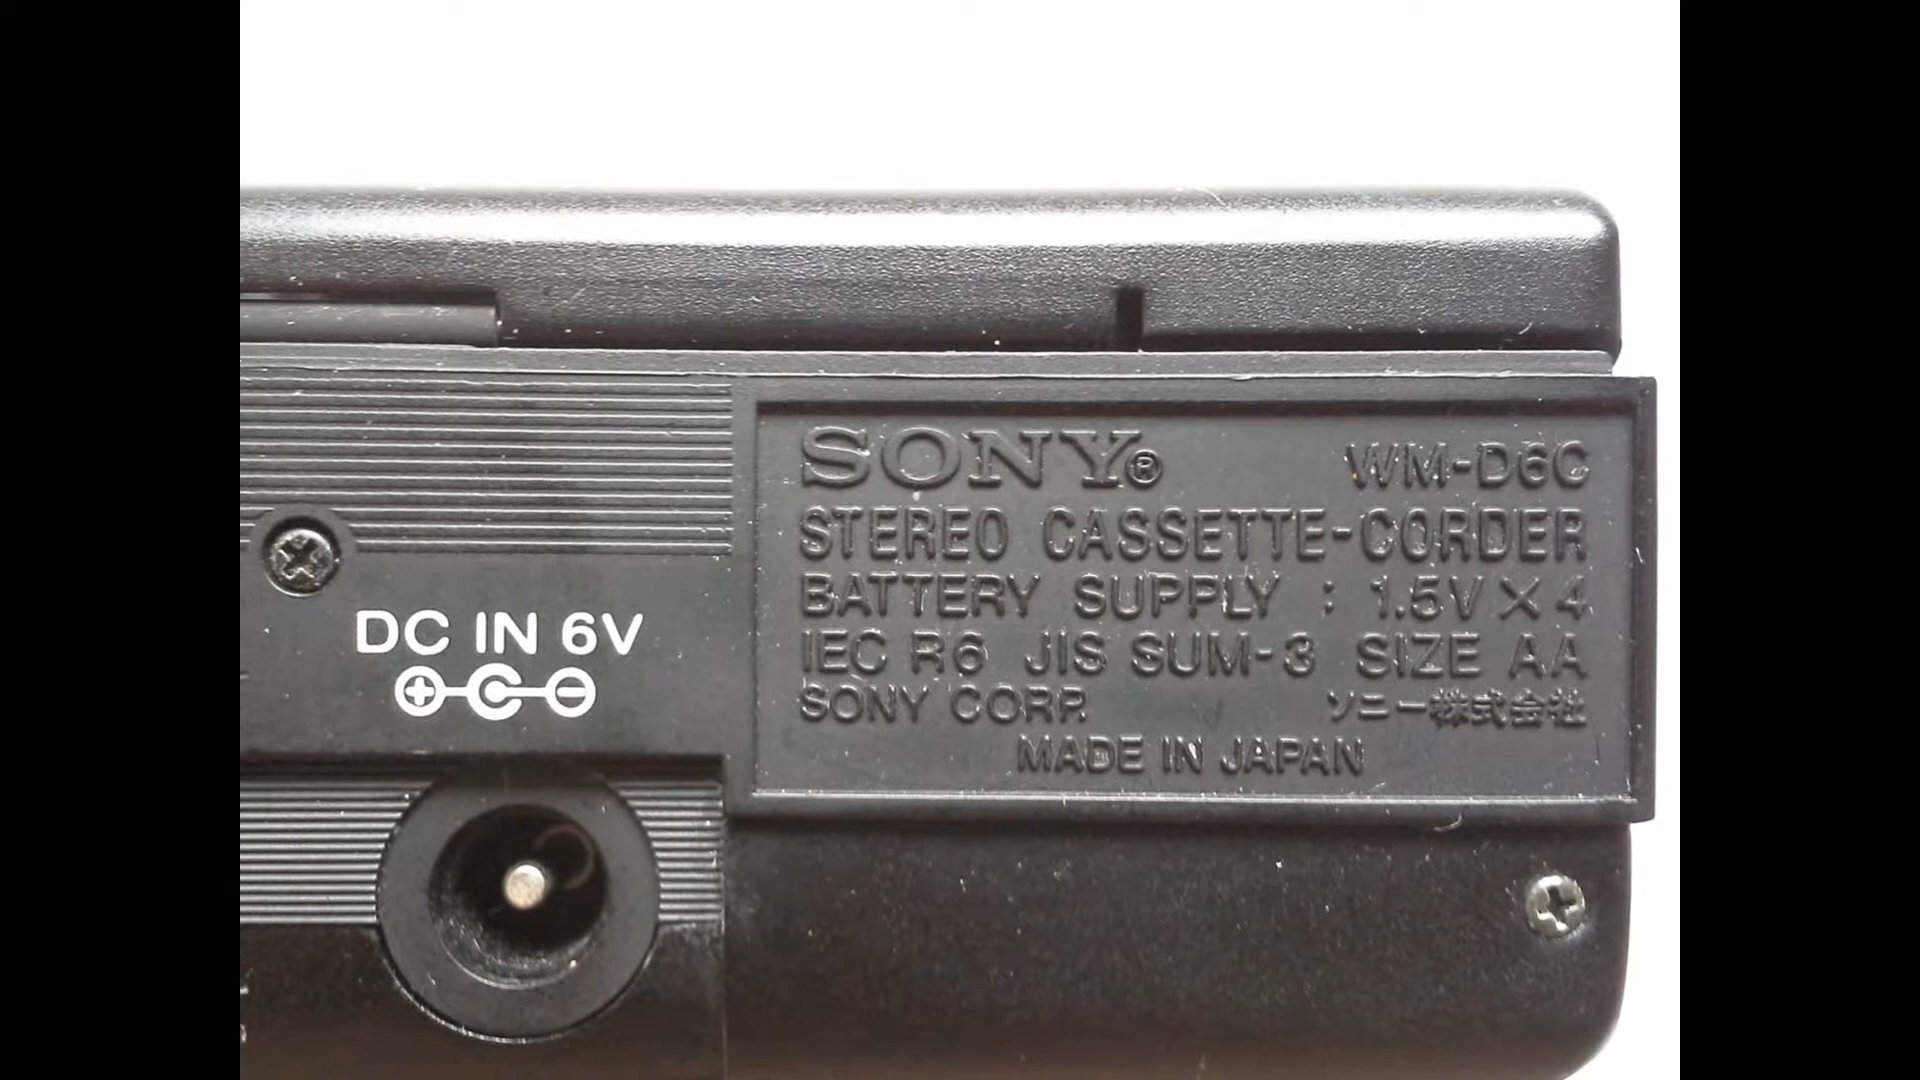 SONY® WM-D6C
STEREO CASSETTE-CORDER
BATTERY SUPPLY : 1.5V X 4
IEC R6 JIS SUM-3 SIZE AA
SONY CORP. ソニー株式会社
MADE IN JAPAN
DC IN 6V